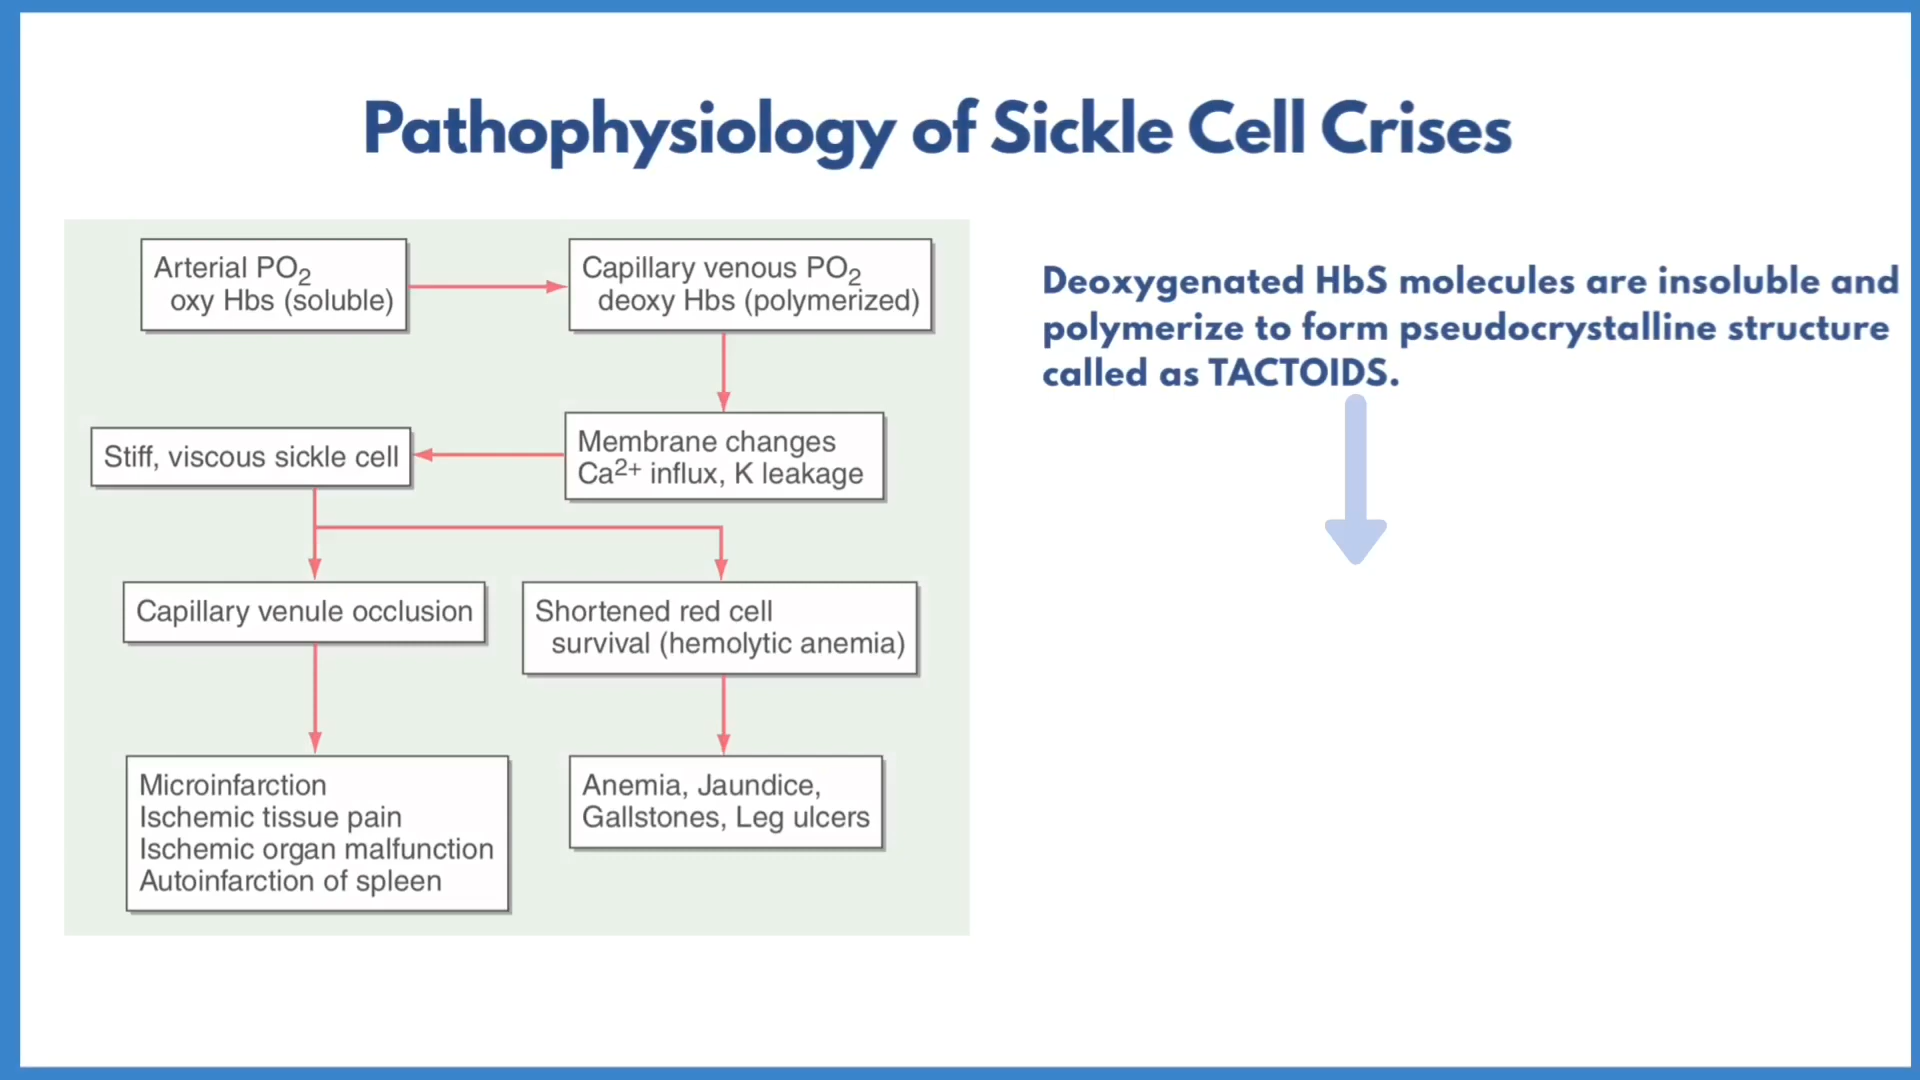 Pathophysiology of Sickle Cell Crises
Arterial PO2
oxy Hbs (soluble)
Capillary venous PO2
deoxy Hbs (polymerized)
Membrane changes
Ca2+ influx, K leakage
Stiff, viscous sickle cell
Capillary venule occlusion
Shortened red cell
survival (hemolytic anemia)
Microinfarction
Ischemic tissue pain
Ischemic organ malfunction
Autoinfarction of spleen
Anemia, Jaundice,
Gallstones, Leg ulcers
Deoxygenated HbS molecules are insoluble and
polymerize to form pseudocrystalline structure
called as TACTOIDS.